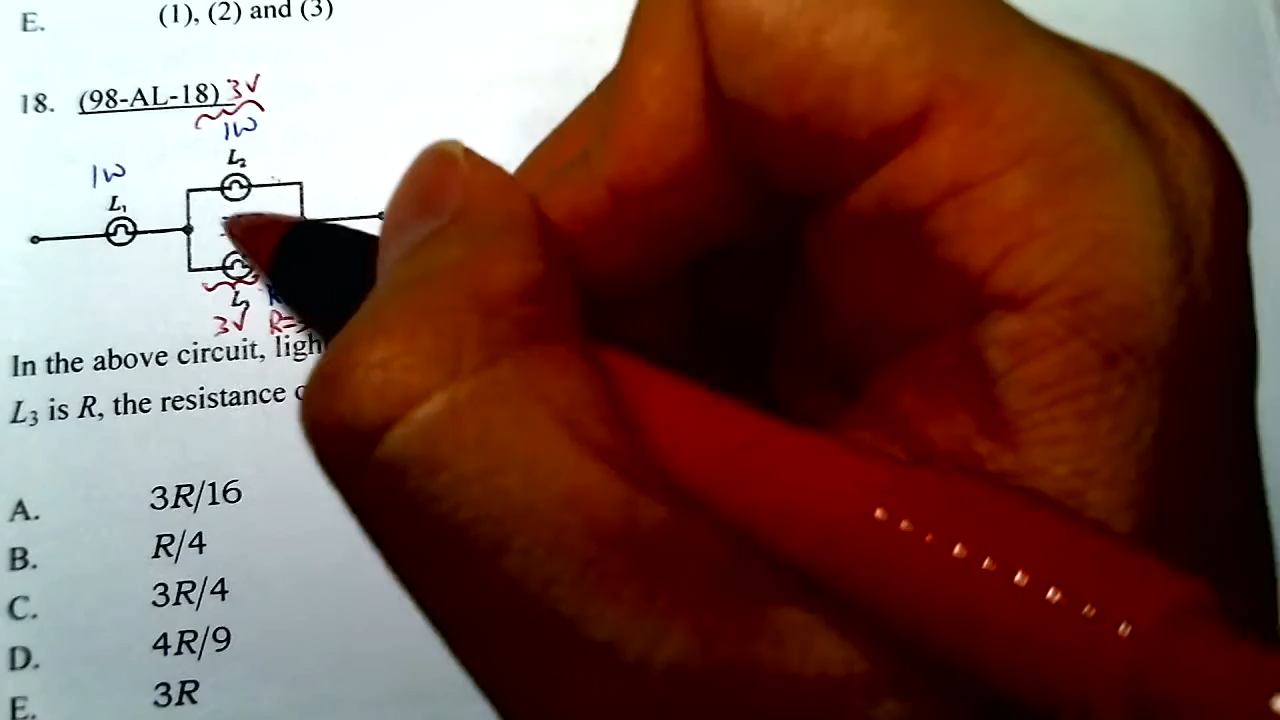 E. (1), (2) and (3)
18. (98-AL-18) 3V
1W
L₂
1W
L₁
L₃
3V R=
In the above circuit,
L₃ is R, the resistance
A. 3R/16
B. R/4
C. 3R/4
D. 4R/9
E. 3R